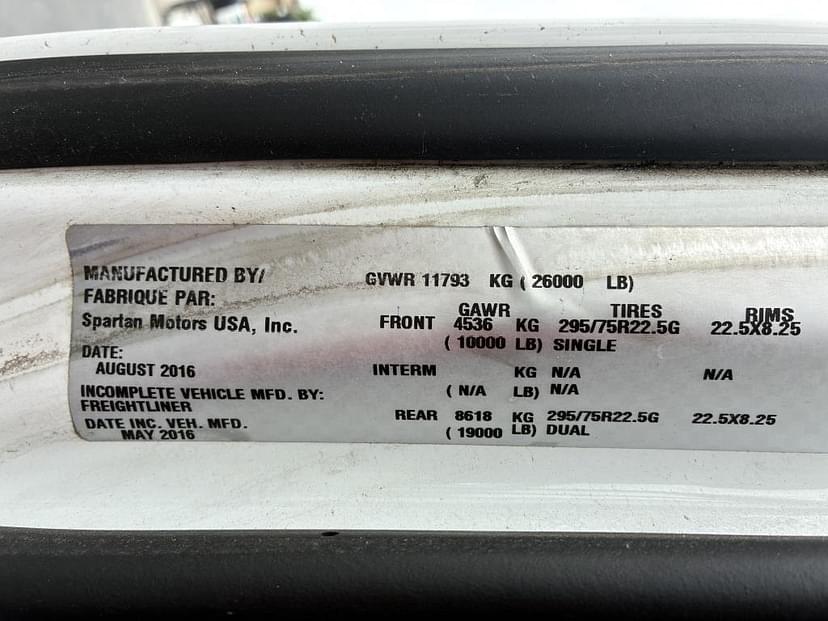 MANUFACTURED BY/
FABRIQUE PAR:
Spartan Motors USA, Inc.
DATE:
AUGUST 2016
INCOMPLETE VEHICLE MFD. BY:
FREIGHTLINER
DATE INC. VEH. MFD.
MAY 2016
GVWR 11793 KG ( 26000 LB)
GAWR TIRES RIMS
FRONT 4536 KG 295/75R22.5G 22.5X8.25
( 10000 LB) SINGLE
INTERM KG N/A N/A
( N/A LB) N/A
REAR 8618 KG 295/75R22.5G 22.5X8.25
( 19000 LB) DUAL